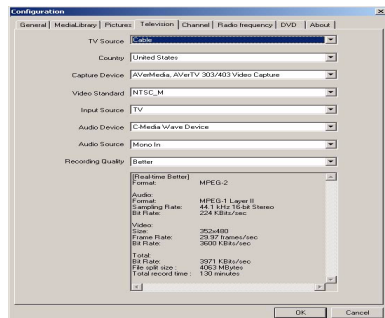 Configuration
General MediaLibrary Pictures Television Channel Radio frequency DVD About
TV Source Cable
Country United States
Capture Device AVerMedia, AVerTV 303/403 Video Capture
Video Standard NTSC_M
Input Source TV
Audio Device C-Media Wave Device
Audio Source Mono In
Recording Quality Better
[Real-time Better]
Format: MPEG-2
Audio:
Format: MPEG-1 Layer II
Sampling Rate: 44.1 kHz 16-bit Stereo
Bit Rate: 224 KBits/sec
Video:
Size: 352x480
Frame Rate: 29.97 frames/sec
Bit Rate: 3600 KBits/sec
Total:
Bit Rate: 3971 KBits/sec
File split size : 4063 MBytes
Total record time : 130 minutes
OK Cancel